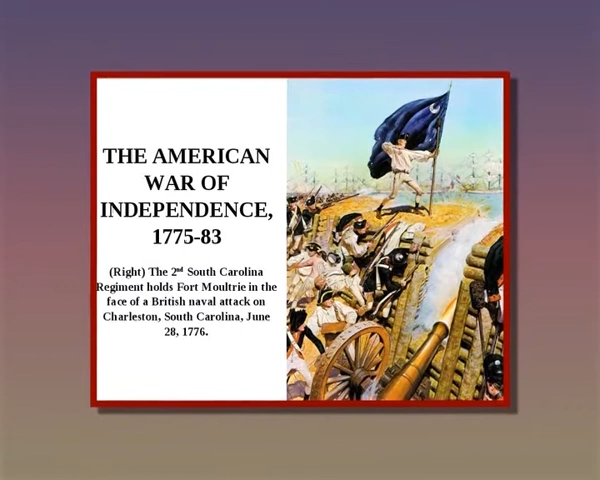 THE AMERICAN
WAR OF
INDEPENDENCE,
1775-83
(Right) The 2nd South Carolina
Regiment holds Fort Moultrie in the
face of a British naval attack on
Charleston, South Carolina, June
28, 1776.